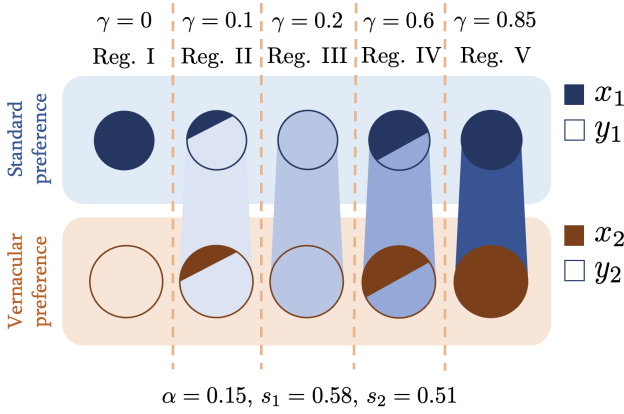 γ = 0 γ = 0.1 γ = 0.2 γ = 0.6 γ = 0.85
Reg. I Reg. II Reg. III Reg. IV Reg. V
Standard
preference
x₁
y₁
Vernacular
preference
x₂
y₂
α = 0.15, s₁ = 0.58, s₂ = 0.51